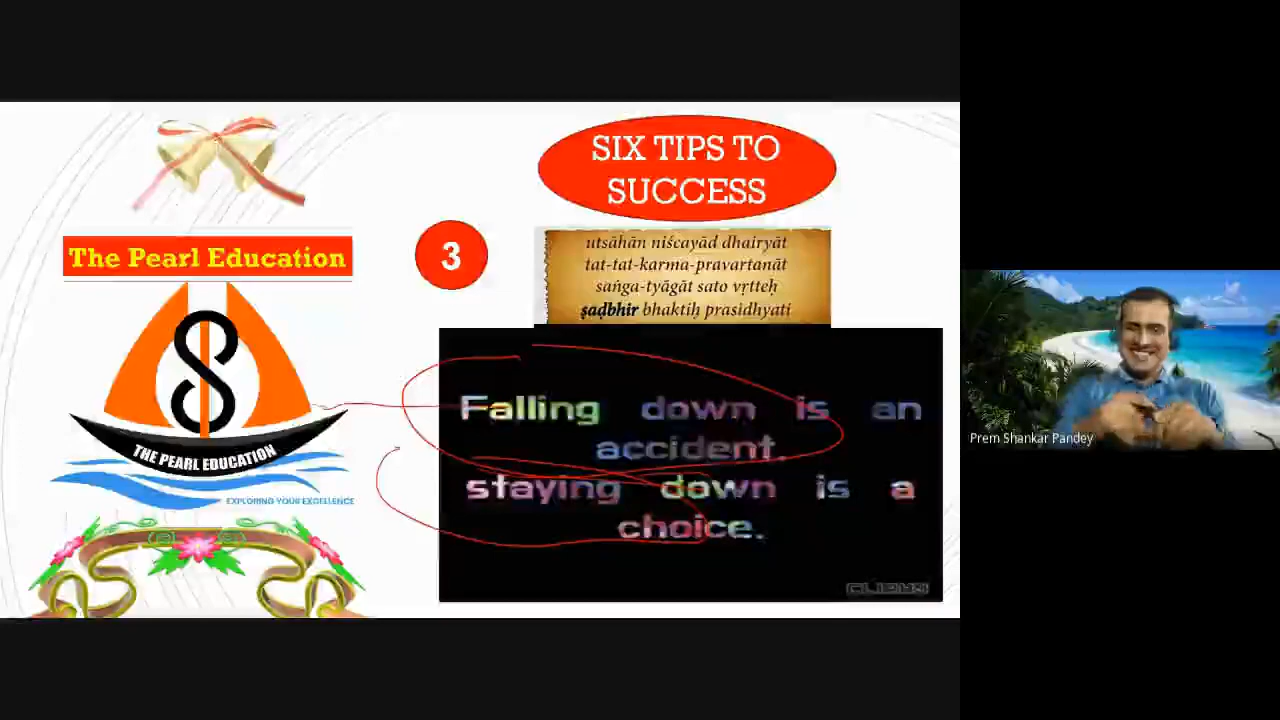 SIX TIPS TO
SUCCESS
The Pearl Education
3
utsāhān niścayād dhairyāt
tat-tat-karma-pravartanāt
saṅga-tyāgāt sato vṛtteḥ
ṣaḍbhir bhaktiḥ prasidhyati
THE PEARL EDUCATION
EXPLORING YOUR EXCELLENCE
Falling down is an
accident.
staying down is a
choice.
Prem Shankar Pandey